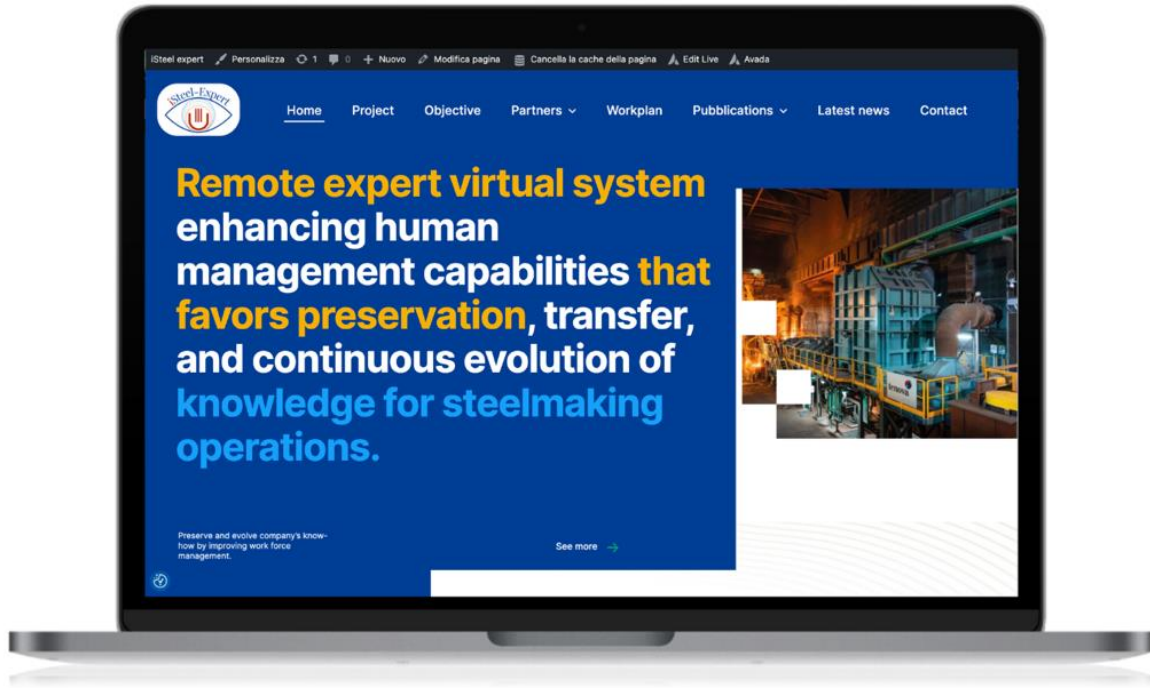 iSteel expert Personalizza 1 0 Nuovo Modifica pagina Cancella la cache della pagina Edit Live Avada
iSteel-Expert
Home Project Objective Partners Workplan Pubblications Latest news Contact
Remote expert virtual system
enhancing human
management capabilities that
favors preservation, transfer,
and continuous evolution of
knowledge for steelmaking
operations.
Preserve and evolve company's know-
how by improving work force
management.
See more